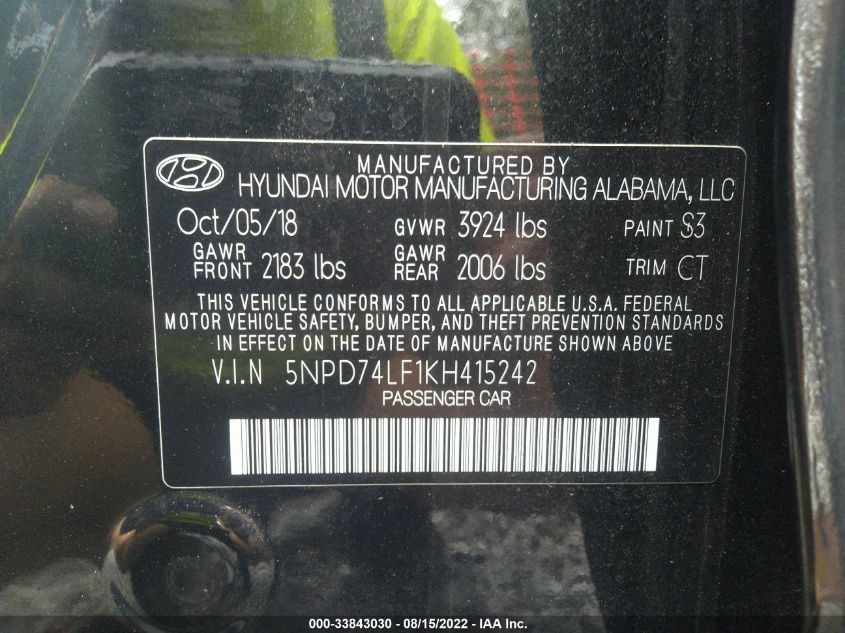 MANUFACTURED BY
HYUNDAI MOTOR MANUFACTURING ALABAMA, LLC
Oct/05/18 GVWR 3924 lbs PAINT S3
GAWR FRONT 2183 lbs GAWR REAR 2006 lbs TRIM CT
THIS VEHICLE CONFORMS TO ALL APPLICABLE U.S.A. FEDERAL
MOTOR VEHICLE SAFETY, BUMPER, AND THEFT PREVENTION STANDARDS
IN EFFECT ON THE DATE OF MANUFACTURE SHOWN ABOVE
V.I.N 5NPD74LF1KH415242
PASSENGER CAR
000-33843030 - 08/15/2022 - IAA Inc.